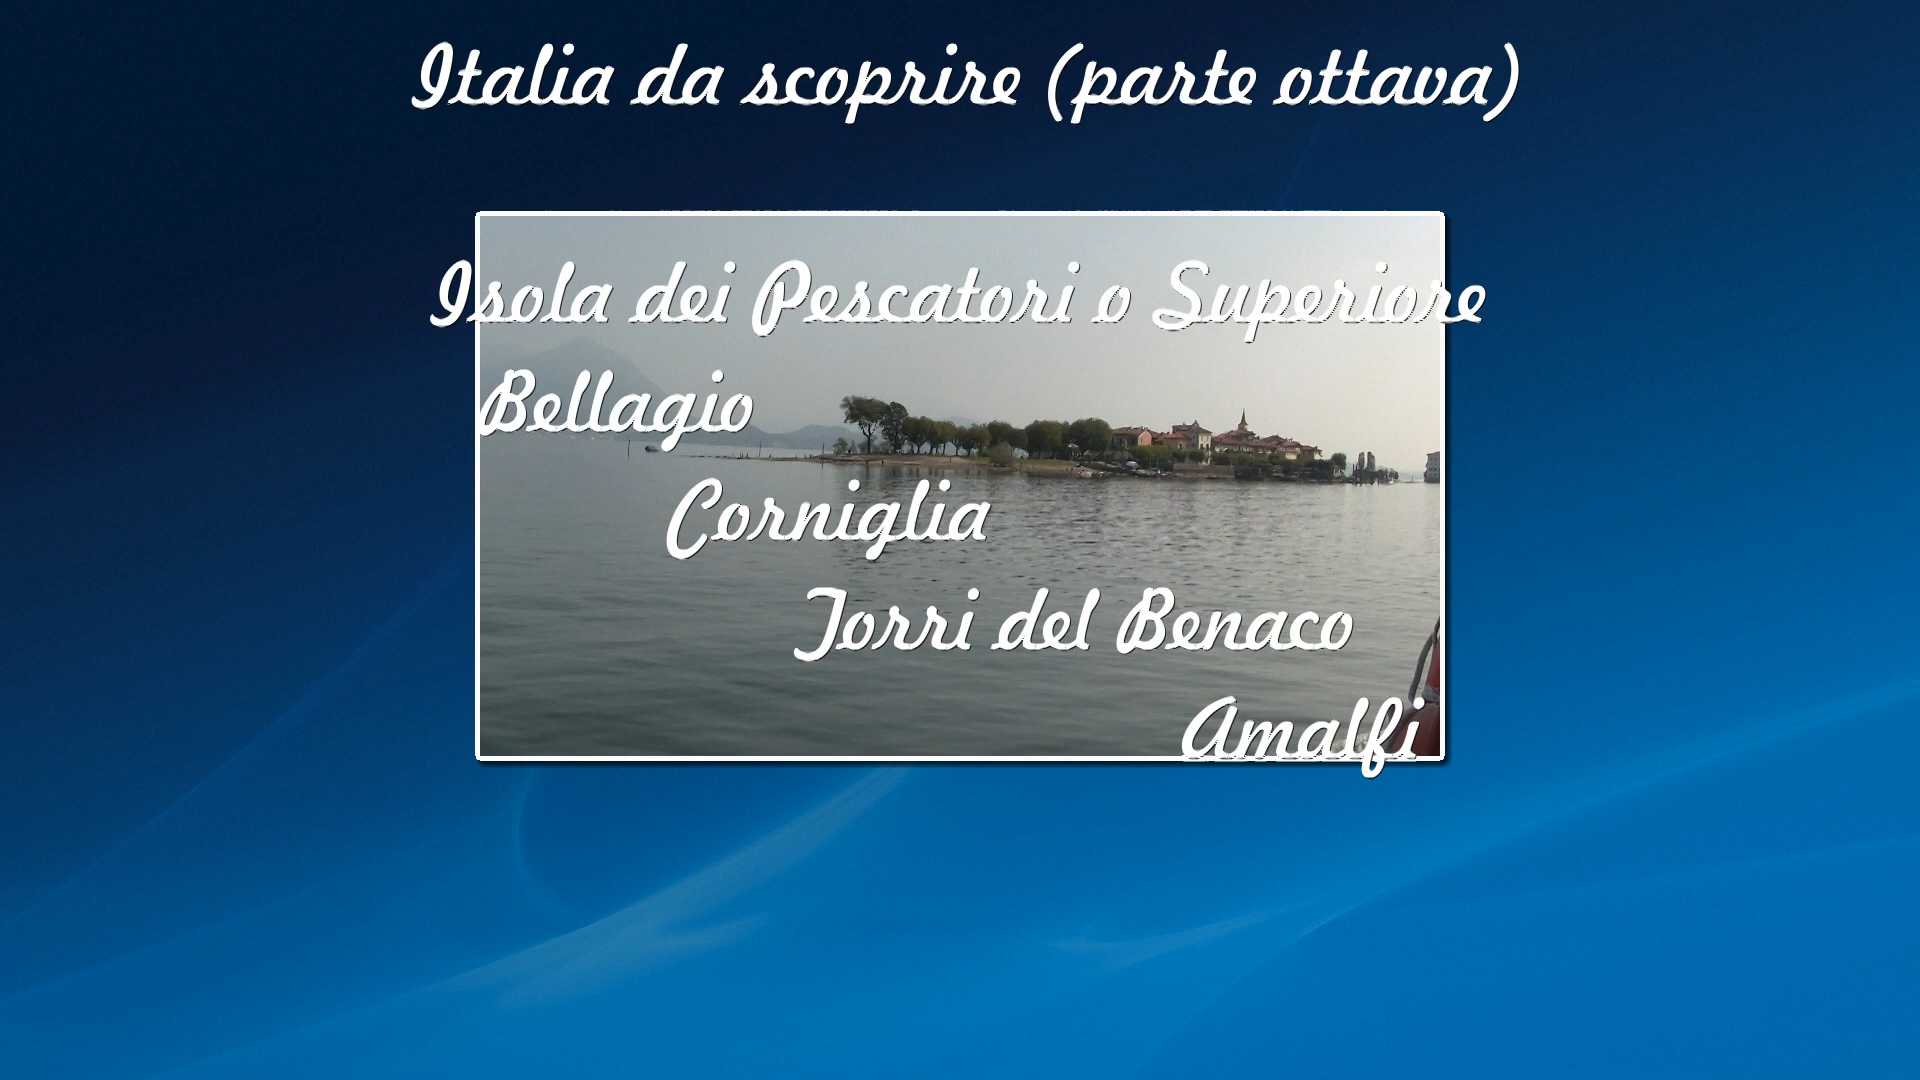 Italia da scoprire (parte ottava)
Isola dei Pescatori o Superiore
Bellagio
Corniglia
Torri del Benaco
Amalfi